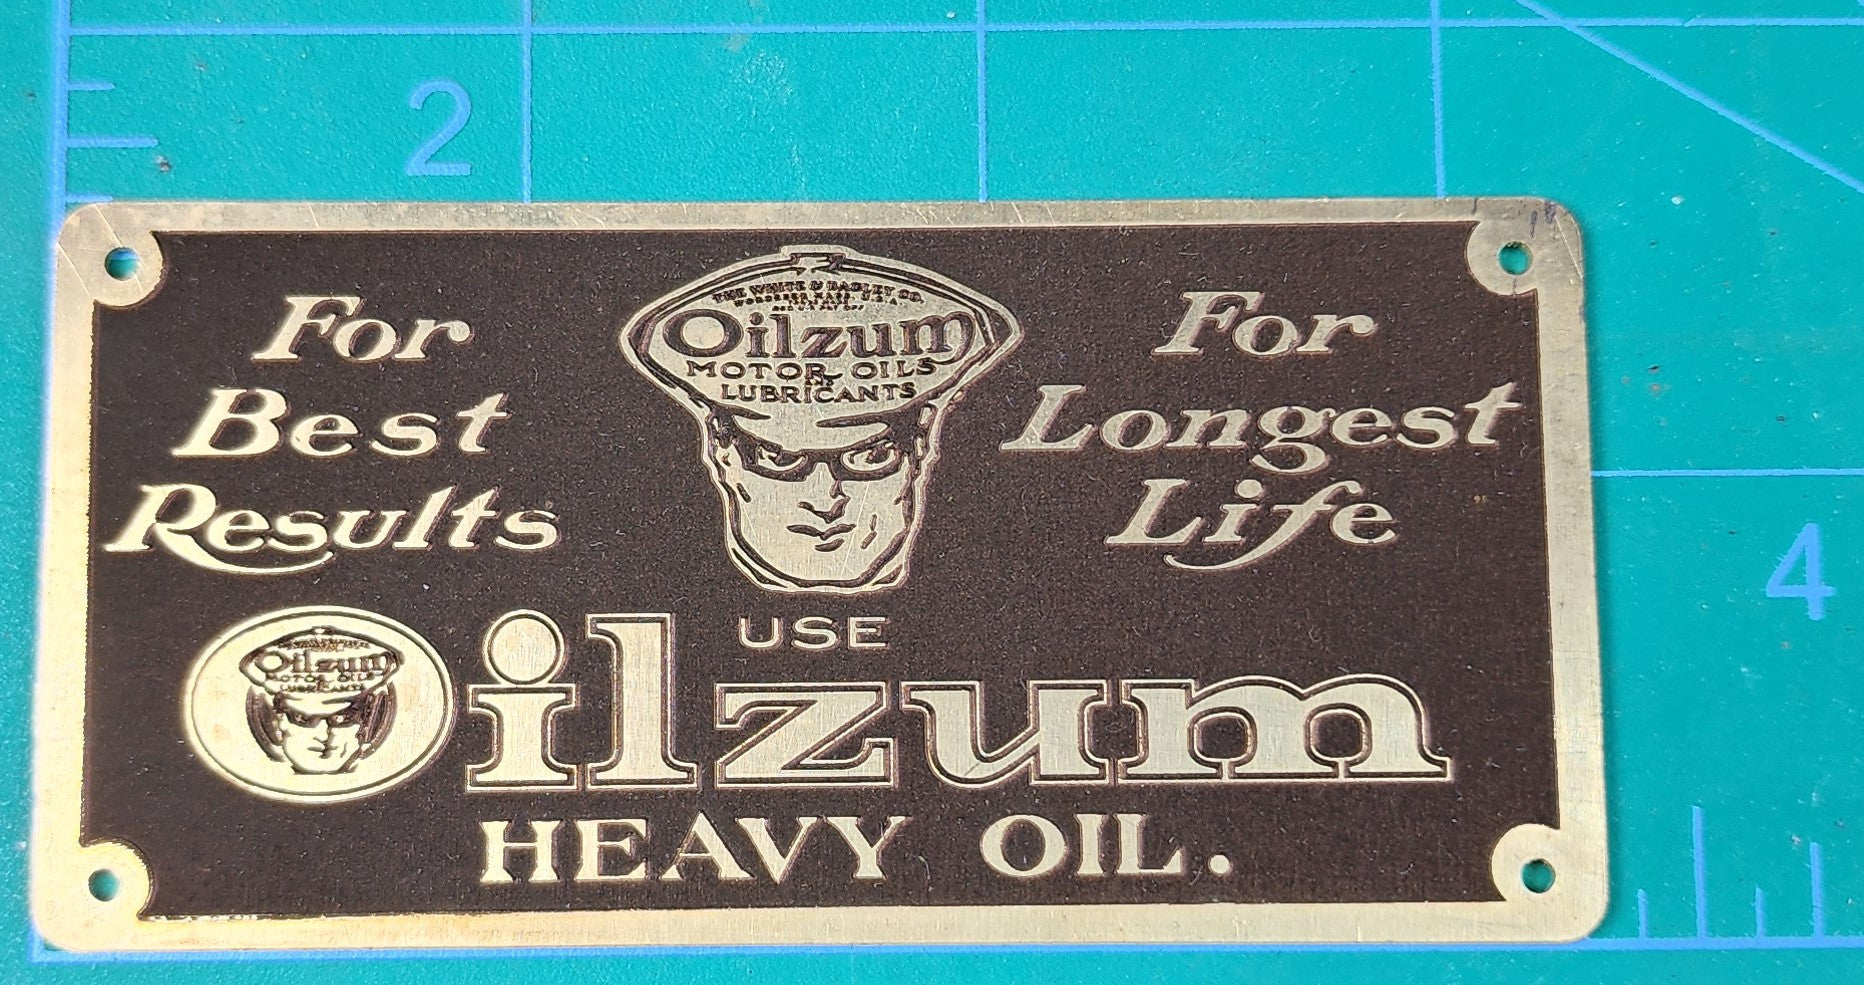 2
THE WHITE & BAGLEY CO.
WORCESTER, MASS. U.S.A.
Oilzum
MOTOR OILS
AND
LUBRICANTS
For
Best
Results
For
Longest
Life
4
USE
Oilzum
MOTOR OILS
LUBRICANTS
Oilzum
HEAVY OIL.